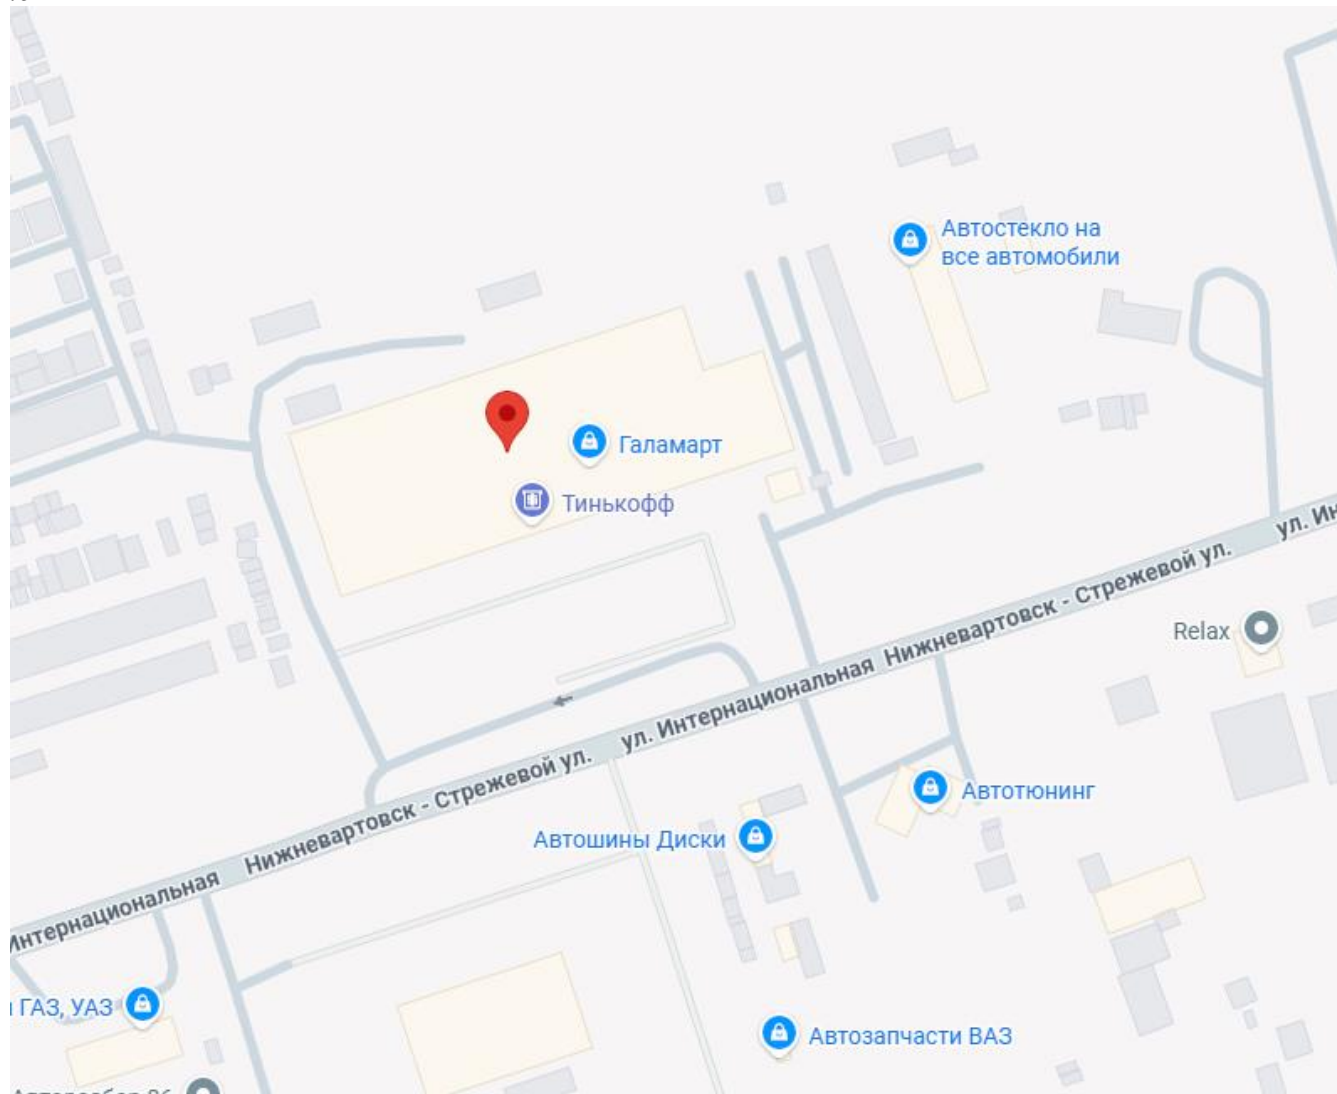 Автостекло на
все автомобили
Галамарт
Тинькофф
ул. Ин
Нижневартовск - Стрежевой ул.
Relax
ул. Интернациональная
Автотюнинг
Нижневартовск - Стрежевой ул.
Автошины Диски
Интернациональная
ГАЗ, УАЗ
Автозапчасти ВАЗ